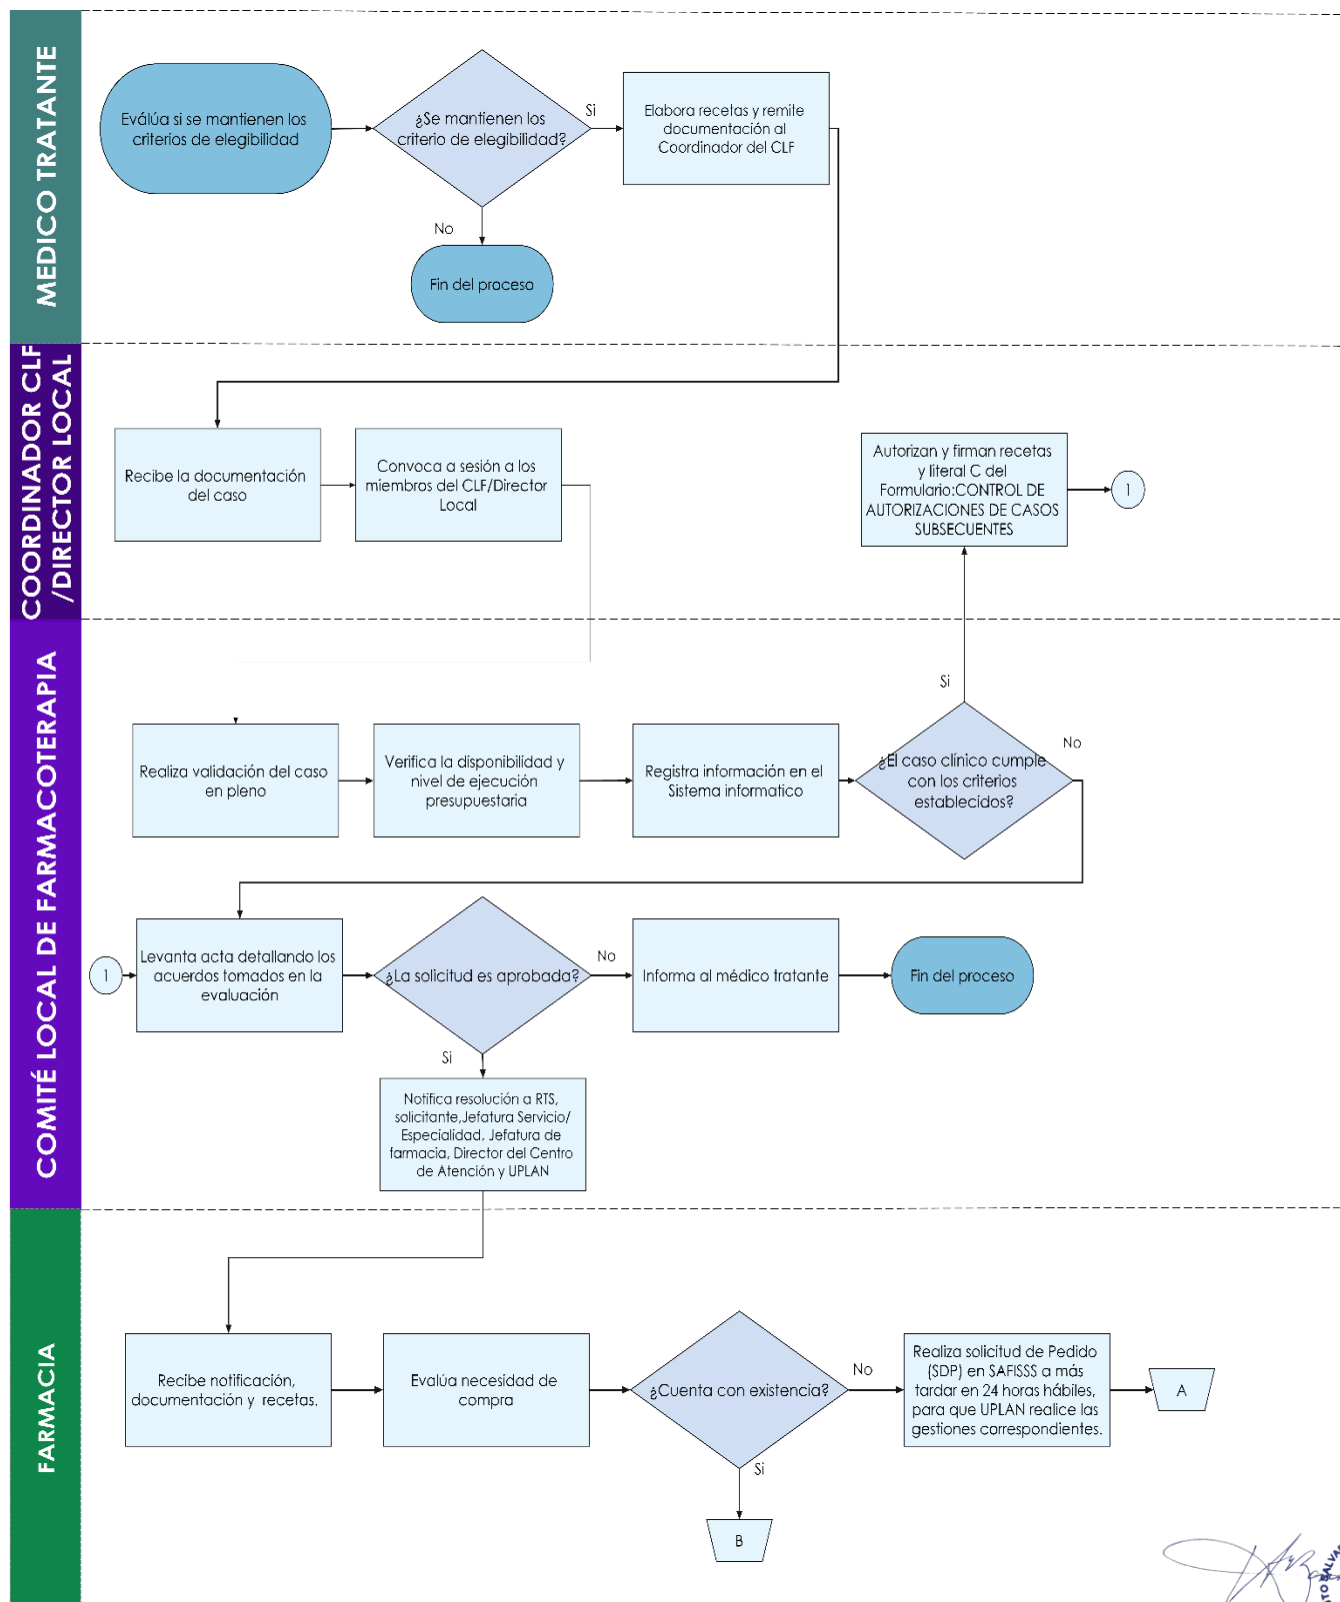 MEDICO TRATANTE
Eválúa si se mantienen los
criterios de elegibilidad
¿Se mantienen los
criterio de elegibilidad?
Si
Elabora recetas y remite
documentación al
Coordinador del CLF
No
Fin del proceso
COORDINADOR CLF
/DIRECTOR LOCAL
Recibe la documentación
del caso
Convoca a sesión a los
miembros del CLF/Director
Local
Autorizan y firman recetas
y literal C del
Formulario:CONTROL DE
AUTORIZACIONES DE CASOS
SUBSECUENTES
1
COMITÉ LOCAL DE FARMACOTERAPIA
Realiza validación del caso
en pleno
Verifica la disponibilidad y
nivel de ejecución
presupuestaria
Registra información en el
Sistema informatico
Si
¿El caso clínico cumple
con los criterios
establecidos?
No
1
Levanta acta detallando los
acuerdos tomados en la
evaluación
¿La solicitud es aprobada?
No
Informa al médico tratante
Fin del proceso
Si
Notifica resolución a RTS,
solicitante,Jefatura Servicio/
Especialidad, Jefatura de
farmacia, Director del Centro
de Atención y UPLAN
FARMACIA
Recibe notificación,
documentación y recetas.
Evalúa necesidad de
compra
¿Cuenta con existencia?
No
Realiza solicitud de Pedido
(SDP) en SAFISSS a más
tardar en 24 horas hábiles,
para que UPLAN realice las
gestiones correspondientes.
A
Si
B